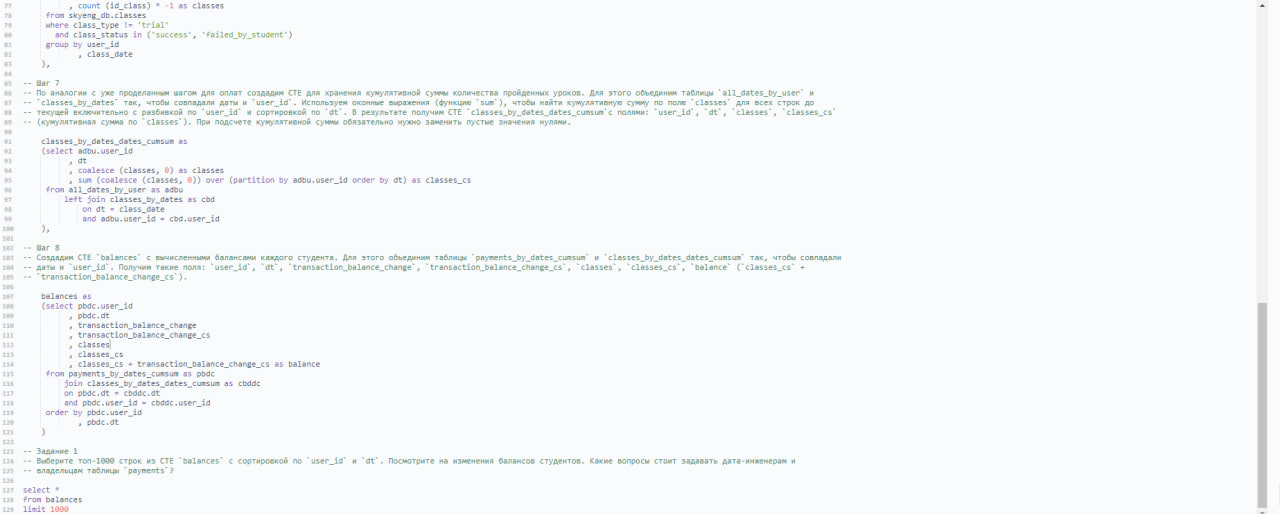 77 , count (id_class) * -1 as classes
78 from skyeng_db.classes
79 where class_type != 'trial'
80 and class_status in ('success', 'failed_by_student')
81 group by user_id
82 , class_date
83 ),
84
85 -- Шаг 7
86 -- По аналогии с уже проделанным шагом для оплат создадим CTE для хранения кумулятивной суммы количества пройденных уроков. Для этого объединим таблицы `all_dates_by_user` и
87 -- `classes_by_dates` так, чтобы совпадали даты и `user_id`. Используем оконные выражения (функцию `sum`), чтобы найти кумулятивную сумму по полю `classes` для всех строк до
88 -- текущей включительно с разбивкой по `user_id` и сортировкой по `dt`. В результате получим CTE `classes_by_dates_dates_cumsum`с полями: `user_id`, `dt`, `classes`, `classes_cs`
89 -- (кумулятивная сумма по `classes`). При подсчете кумулятивной суммы обязательно нужно заменить пустые значения нулями.
90
91 classes_by_dates_dates_cumsum as
92 (select adbu.user_id
93 , dt
94 , coalesce (classes, 0) as classes
95 , sum (coalesce (classes, 0)) over (partition by adbu.user_id order by dt) as classes_cs
96 from all_dates_by_user as adbu
97 left join classes_by_dates as cbd
98 on dt = class_date
99 and adbu.user_id = cbd.user_id
100 ),
101
102 -- Шаг 8
103 -- Создадим CTE `balances` с вычисленными балансами каждого студента. Для этого объединим таблицы `payments_by_dates_cumsum` и `classes_by_dates_dates_cumsum` так, чтобы совпадали
104 -- даты и `user_id`. Получим такие поля: `user_id`, `dt`, `transaction_balance_change`, `transaction_balance_change_cs`, `classes`, `classes_cs`, `balance` (`classes_cs` +
105 -- `transaction_balance_change_cs`).
106
107 balances as
108 (select pbdc.user_id
109 , pbdc.dt
110 , transaction_balance_change
111 , transaction_balance_change_cs
112 , classes
113 , classes_cs
114 , classes_cs + transaction_balance_change_cs as balance
115 from payments_by_dates_cumsum as pbdc
116 join classes_by_dates_dates_cumsum as cbddc
117 on pbdc.dt = cbddc.dt
118 and pbdc.user_id = cbddc.user_id
119 order by pbdc.user_id
120 , pbdc.dt
121 )
122
123 -- Задание 1
124 -- Выберите топ-1000 строк из CTE `balances` с сортировкой по `user_id` и `dt`. Посмотрите на изменения балансов студентов. Какие вопросы стоит задавать дата-инженерам и
125 -- владельцам таблицы `payments`?
126
127 select *
128 from balances
129 limit 1000